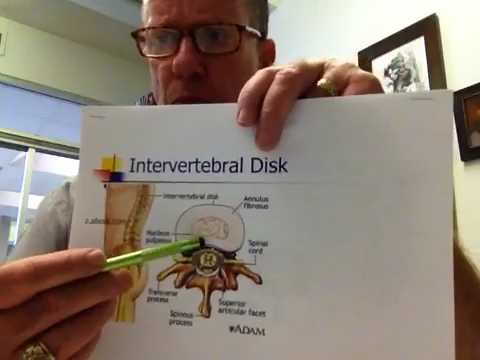 Intervertebral Disk
Intervertebral disk
Annulus
fibrosus
Nucleus
pulposus
Spinal
cord
Transverse
process
Spinous
process
Superior
articular facet
ADAM